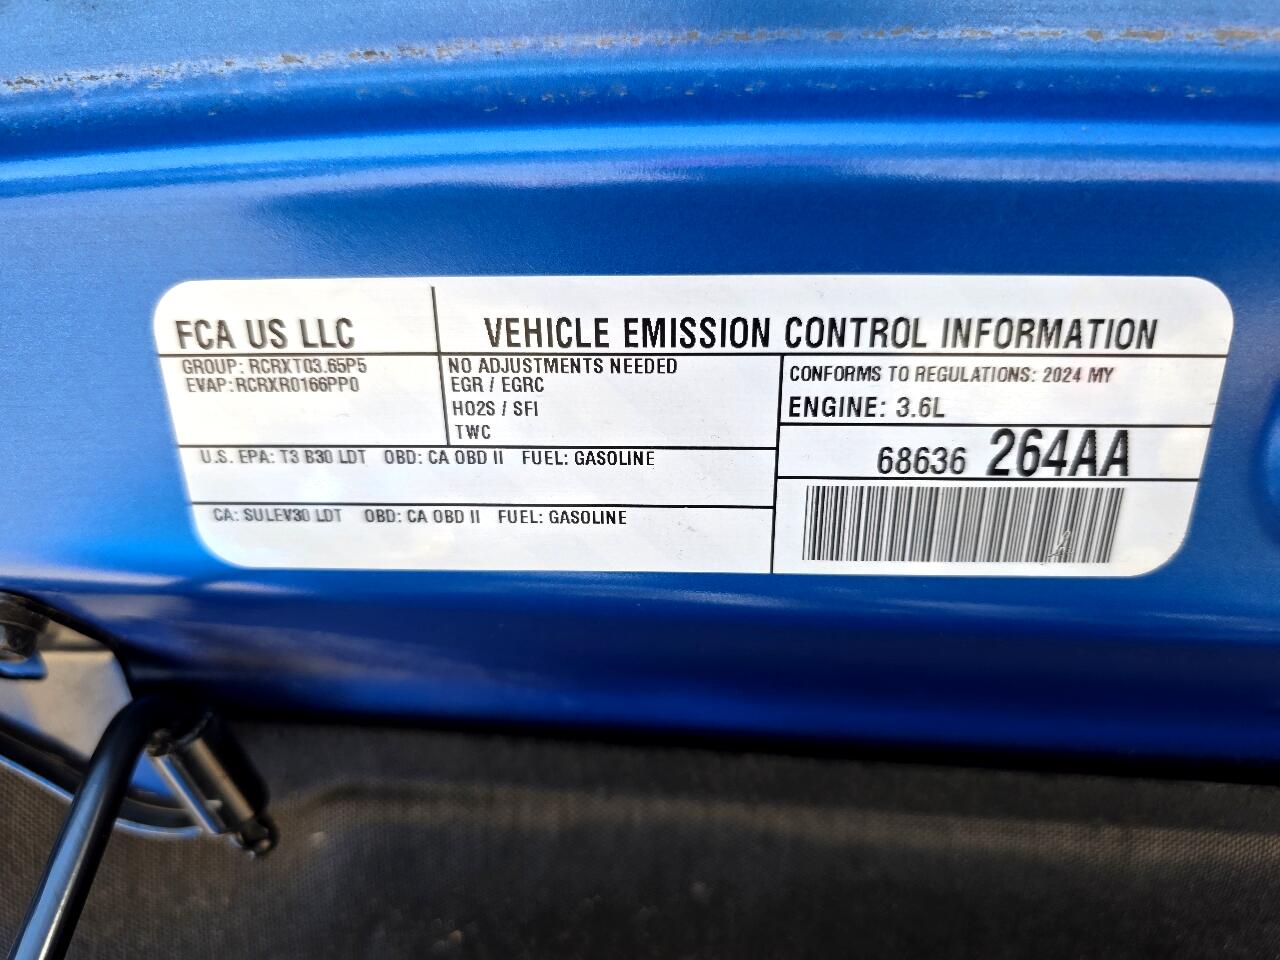 FCA US LLC
VEHICLE EMISSION CONTROL INFORMATION
GROUP: RCRXT03.65P5
EVAP: RCRXR0166PP0
NO ADJUSTMENTS NEEDED
EGR / EGRC
HO2S / SFI
TWC
CONFORMS TO REGULATIONS: 2024 MY
ENGINE: 3.6L
68636 264AA
U.S. EPA: T3 B30 LDT OBD: CA OBD II FUEL: GASOLINE
CA: SULEV30 LDT OBD: CA OBD II FUEL: GASOLINE